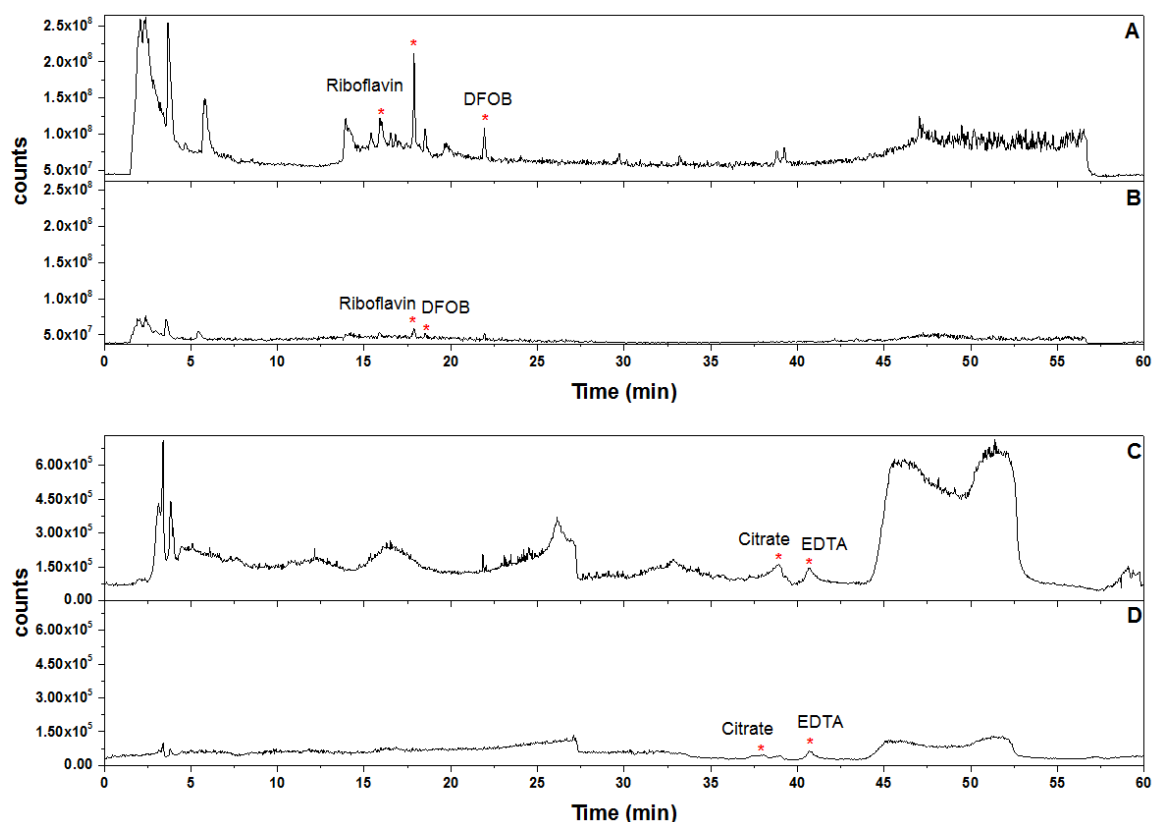 A
2.5x10⁸
2.0x10⁸
1.5x10⁸
1.0x10⁸
5.0x10⁷
Riboflavin
*
*
DFOB
*
B
2.5x10⁸
2.0x10⁸
1.5x10⁸
1.0x10⁸
5.0x10⁷
Riboflavin DFOB
* *
counts
0 5 10 15 20 25 30 35 40 45 50 55 60
Time (min)
C
6.00x10⁵
4.50x10⁵
3.00x10⁵
1.50x10⁵
0.00
Citrate EDTA
* *
D
6.00x10⁵
4.50x10⁵
3.00x10⁵
1.50x10⁵
0.00
Citrate EDTA
* *
counts
0 5 10 15 20 25 30 35 40 45 50 55 60
Time (min)